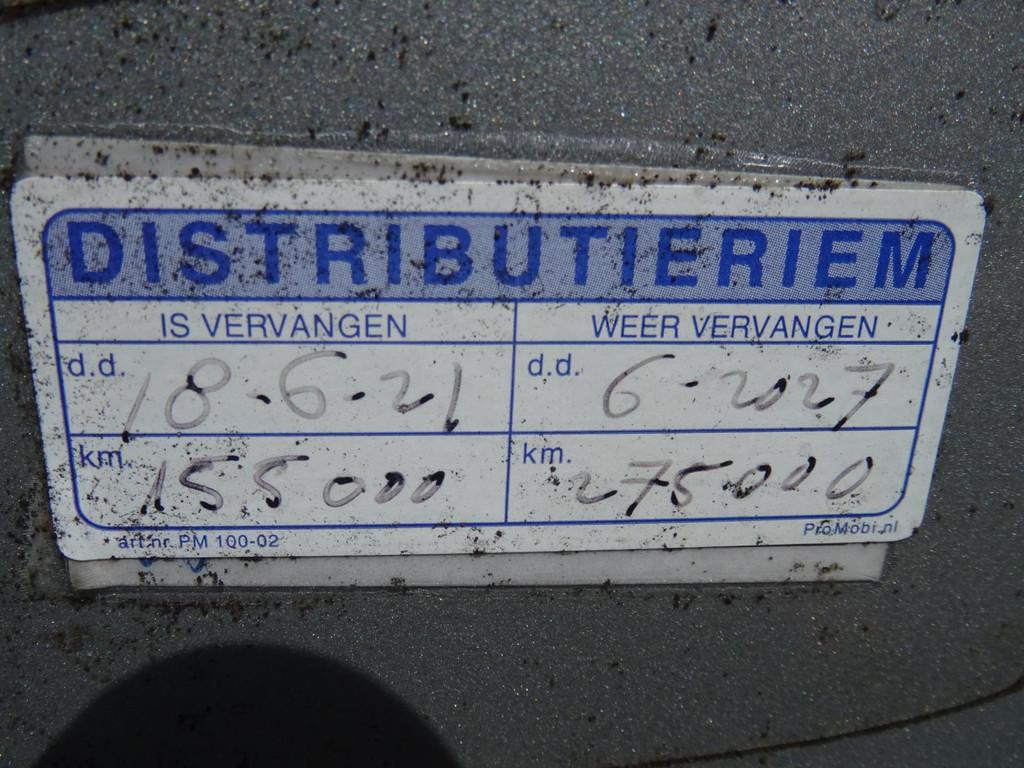 DISTRIBUTIERIEM
IS VERVANGEN WEER VERVANGEN
d.d. 18-6-21 d.d. 6-2027
km. 155000 km. 275000
art.nr. PM 100-02 ProMobi.nl